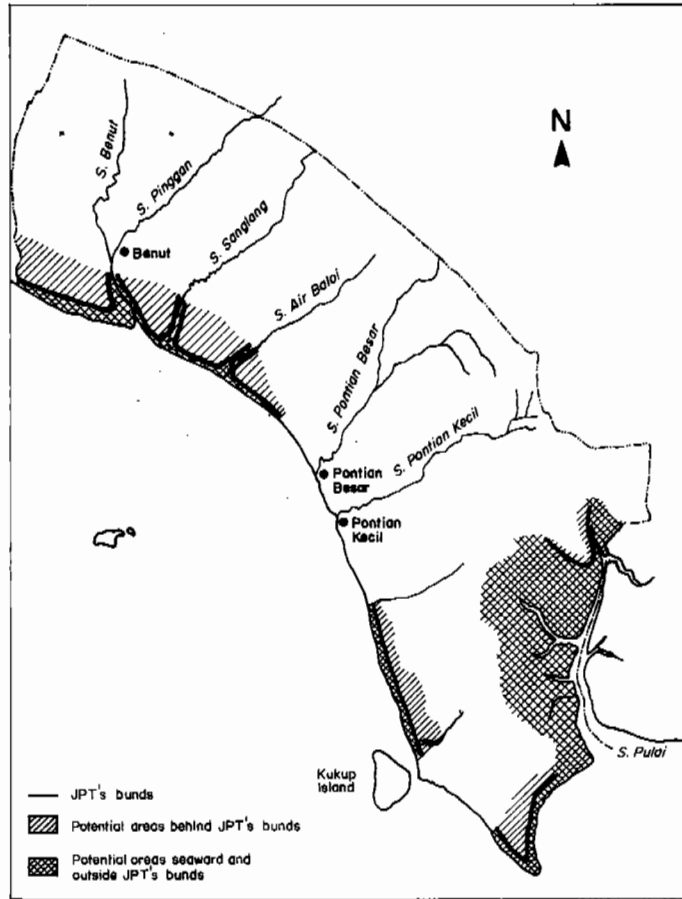 N
S. Benut
S. Pinggan
S. Sanglang
Benut
S. Air Baloi
S. Pontian Besar
S. Pontian Kecil
Pontian
Besar
Pontian
Kecil
S. Pulai
Kukup
Island
JPT's bunds
Potential areas behind JPT's bunds
Potential areas seaward and
outside JPT's bunds